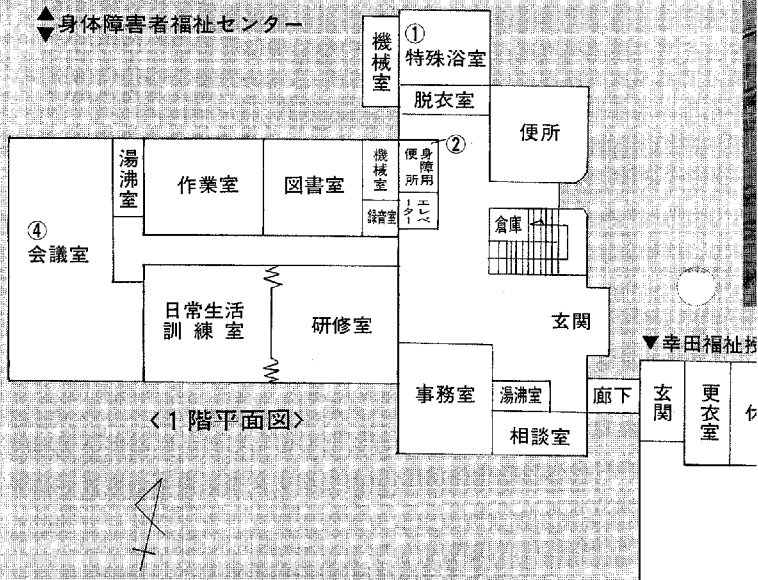 ▲▼身体障害者福祉センター
機械室
①
特殊浴室
脱衣室
便所
湯沸室
作業室
図書室
機械室
身障用便所
②
録音室
エレベーター
倉庫
④
会議室
日常生活
訓練室
研修室
玄関
事務室
湯沸室
廊下
相談室
〈1階平面図〉
▼幸田福祉授
玄関
更衣室
休